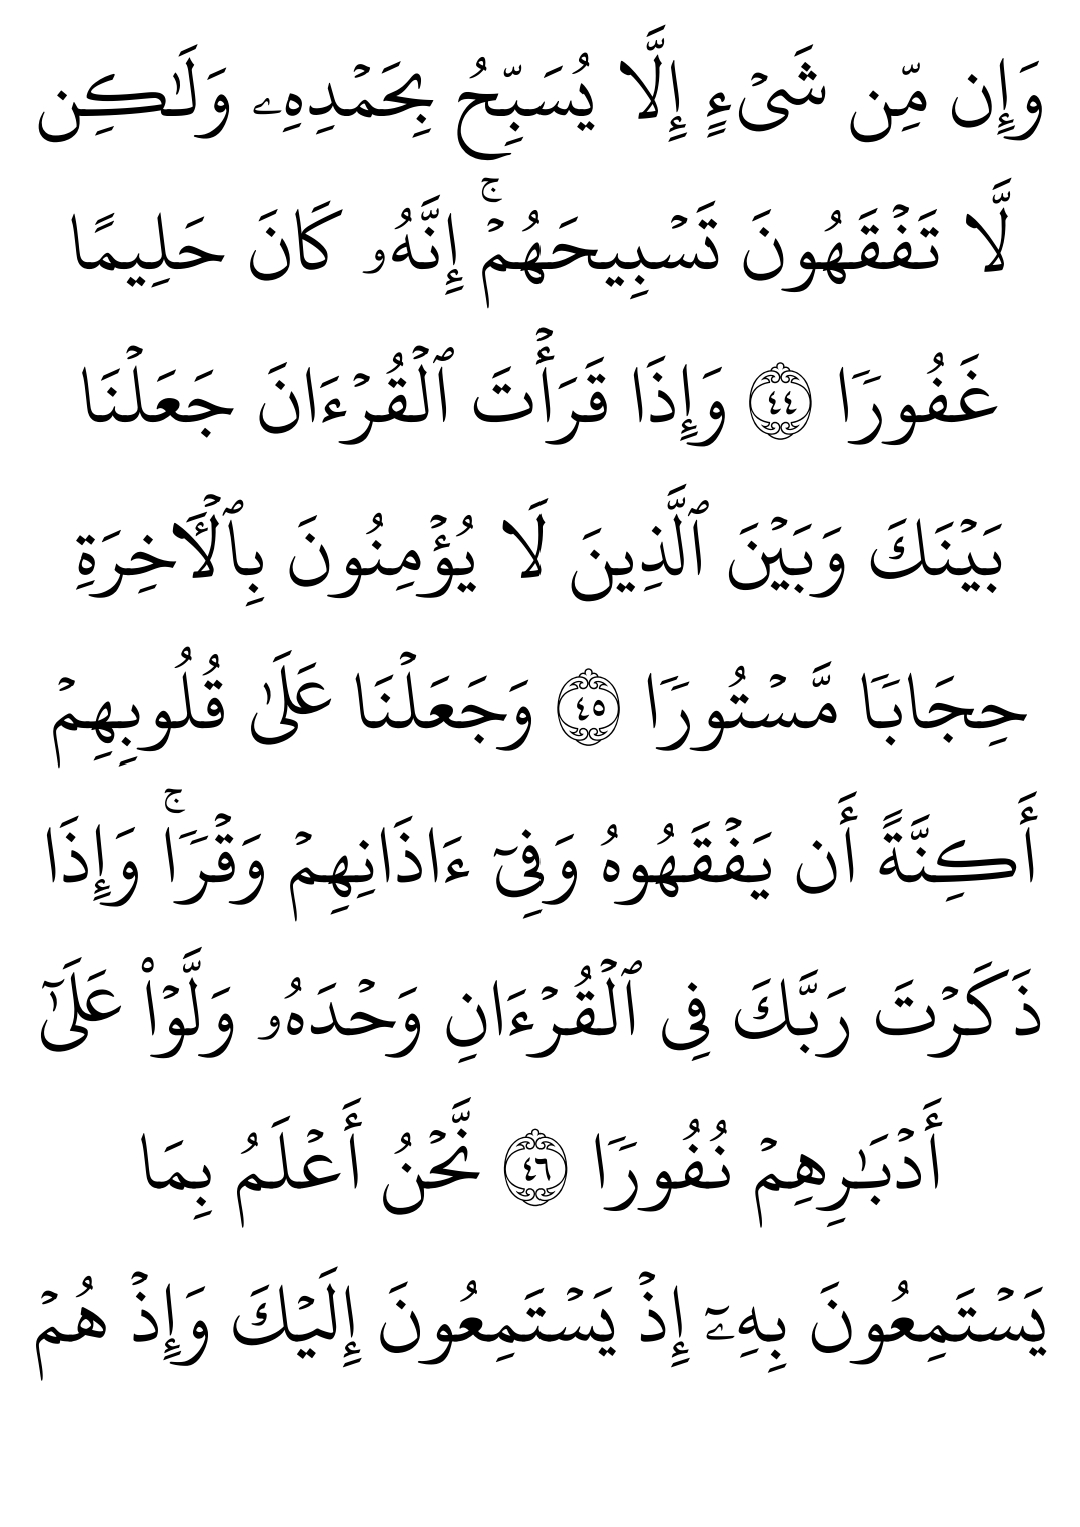 وَإِن مِّن شَىْءٍ إِلَّا يُسَبِّحُ بِحَمْدِهِۦ وَلَـٰكِن
لَّا تَفْقَهُونَ تَسْبِيحَهُمْ ۚ إِنَّهُۥ كَانَ حَلِيمًا
غَفُورًا ﴿٤٤﴾ وَإِذَا قَرَأْتَ ٱلْقُرْءَانَ جَعَلْنَا
بَيْنَكَ وَبَيْنَ ٱلَّذِينَ لَا يُؤْمِنُونَ بِٱلْـَٔاخِرَةِ
حِجَابًا مَّسْتُورًا ﴿٤٥﴾ وَجَعَلْنَا عَلَىٰ قُلُوبِهِمْ
أَكِنَّةً أَن يَفْقَهُوهُ وَفِىٓ ءَاذَانِهِمْ وَقْرًا ۚ وَإِذَا
ذَكَرْتَ رَبَّكَ فِى ٱلْقُرْءَانِ وَحْدَهُۥ وَلَّوْا۟ عَلَىٰٓ
أَدْبَـٰرِهِمْ نُفُورًا ﴿٤٦﴾ نَّحْنُ أَعْلَمُ بِمَا
يَسْتَمِعُونَ بِهِۦٓ إِذْ يَسْتَمِعُونَ إِلَيْكَ وَإِذْ هُمْ